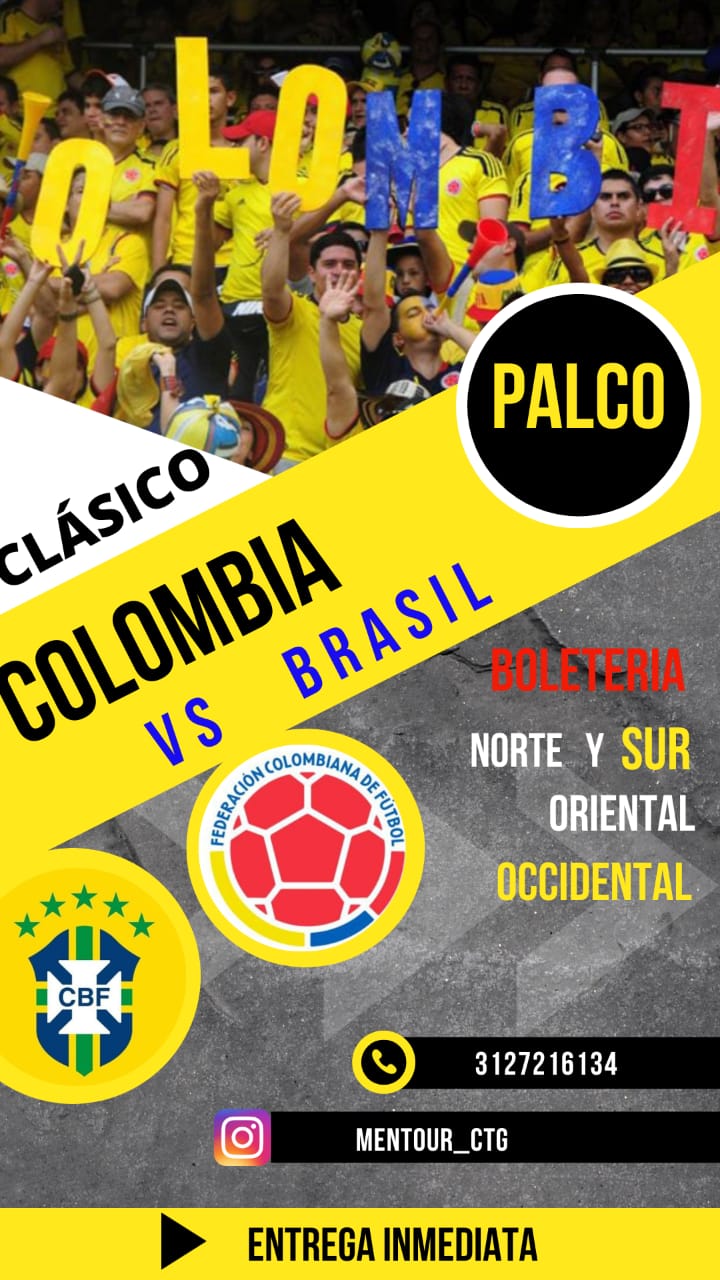 OLOMBI
PALCO
CLÁSICO
COLOMBIA
VS BRASIL
BOLETERIA
NORTE Y SUR
ORIENTAL
OCCIDENTAL
FEDERACIÓN COLOMBIANA DE FÚTBOL
CBF
3127216134
MENTOUR_CTG
ENTREGA INMEDIATA